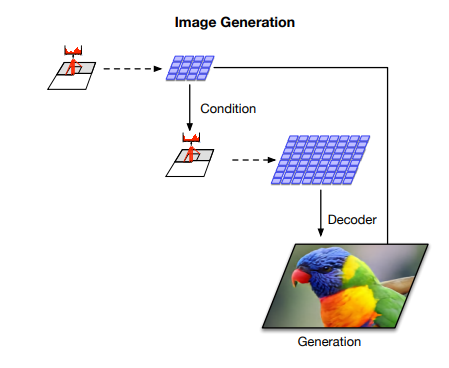 Image Generation
Condition
Decoder
Generation